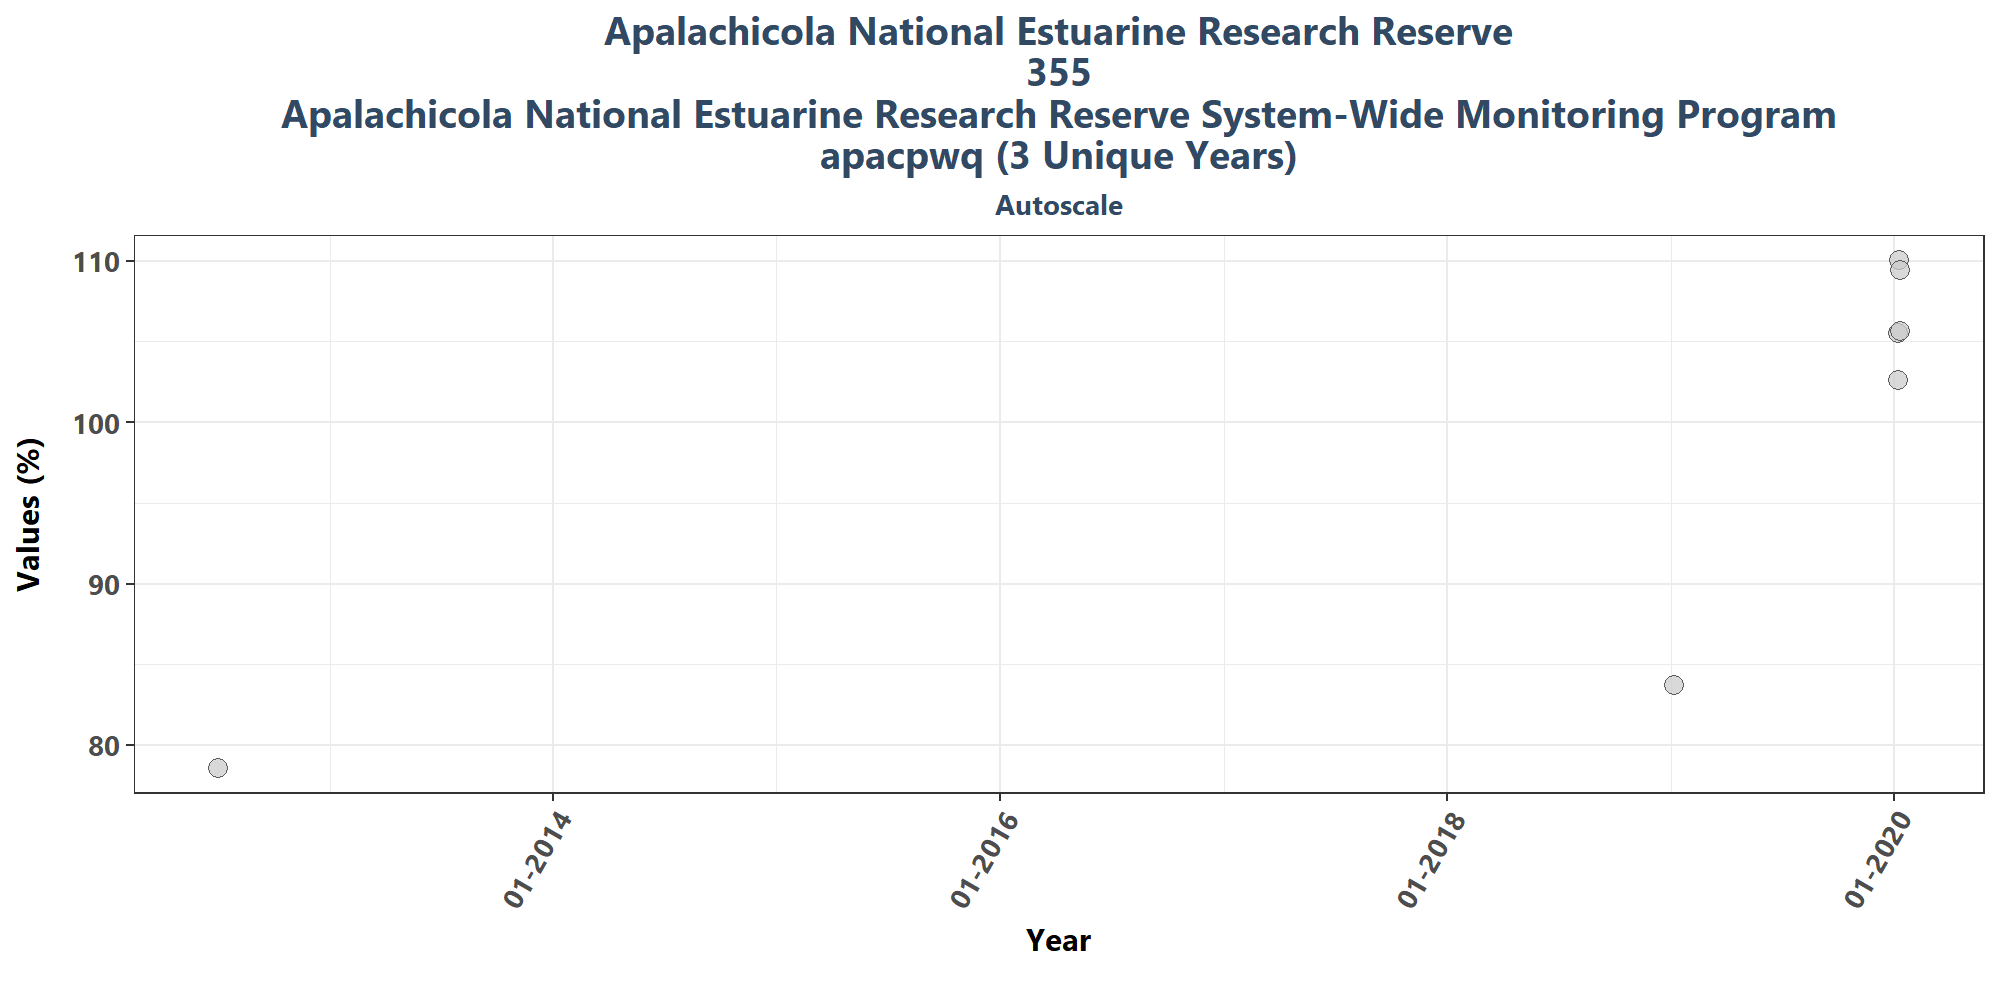 Apalachicola National Estuarine Research Reserve
355
Apalachicola National Estuarine Research Reserve System-Wide Monitoring Program
apacpwq (3 Unique Years)
Autoscale
110
100
90
80
Values (%)
01-2014
01-2016
01-2018
01-2020
Year